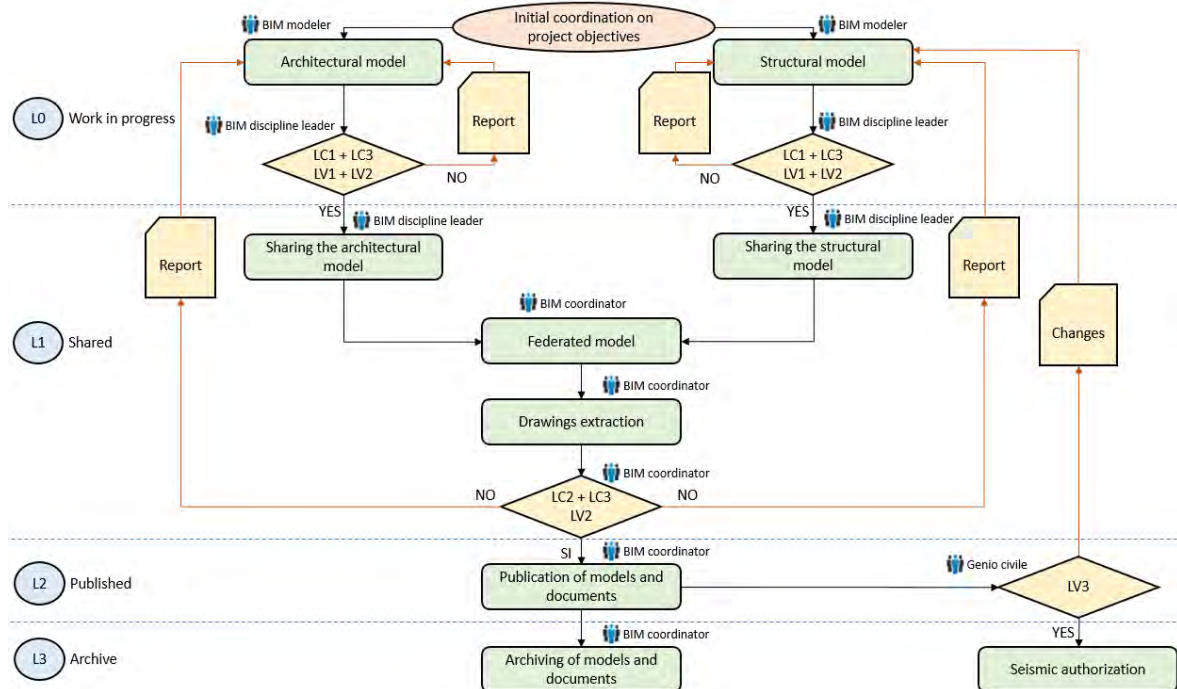 Initial coordination on
project objectives
BIM modeler
BIM modeler
Architectural model
Structural model
Report
Report
L0
Work in progress
BIM discipline leader
BIM discipline leader
LC1 + LC3
LV1 + LV2
NO
LC1 + LC3
LV1 + LV2
NO
YES
YES
BIM discipline leader
BIM discipline leader
Sharing the architectural
model
Sharing the structural
model
Report
Report
BIM coordinator
L1
Shared
Federated model
Changes
BIM coordinator
Drawings extraction
BIM coordinator
NO
LC2 + LC3
LV2
NO
SI
BIM coordinator
Genio civile
L2
Published
Publication of models and
documents
LV3
BIM coordinator
YES
L3
Archive
Archiving of models and
documents
Seismic authorization